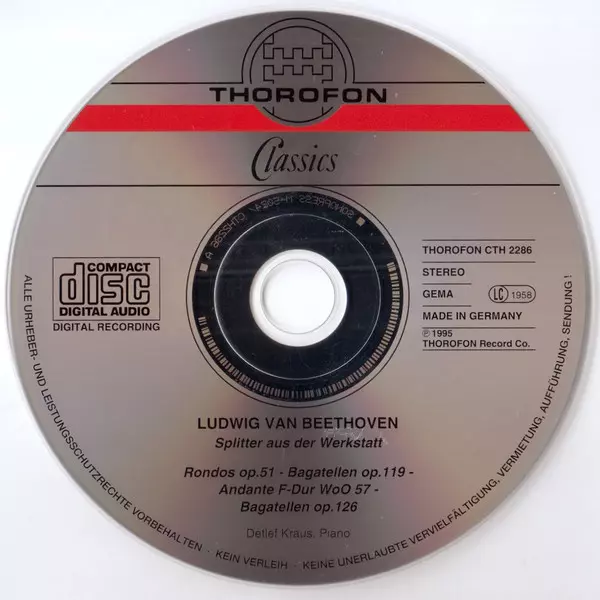 THOROFON
Classics
COMPACT
disc
DIGITAL AUDIO
DIGITAL RECORDING
THOROFON CTH 2286
STEREO
GEMA LC 1958
MADE IN GERMANY
℗ 1995
THOROFON Record Co.
LUDWIG VAN BEETHOVEN
Splitter aus der Werkstatt
Rondos op.51 - Bagatellen op.119 -
Andante F-Dur WoO 57 -
Bagatellen op.126
Detlef Kraus, Piano
ALLE URHEBER- UND LEISTUNGSSCHUTZRECHTE VORBEHALTEN · KEIN VERLEIH · KEINE UNERLAUBTE VERVIELFÄLTIGUNG, VERMIETUNG, AUFFÜHRUNG, SENDUNG !